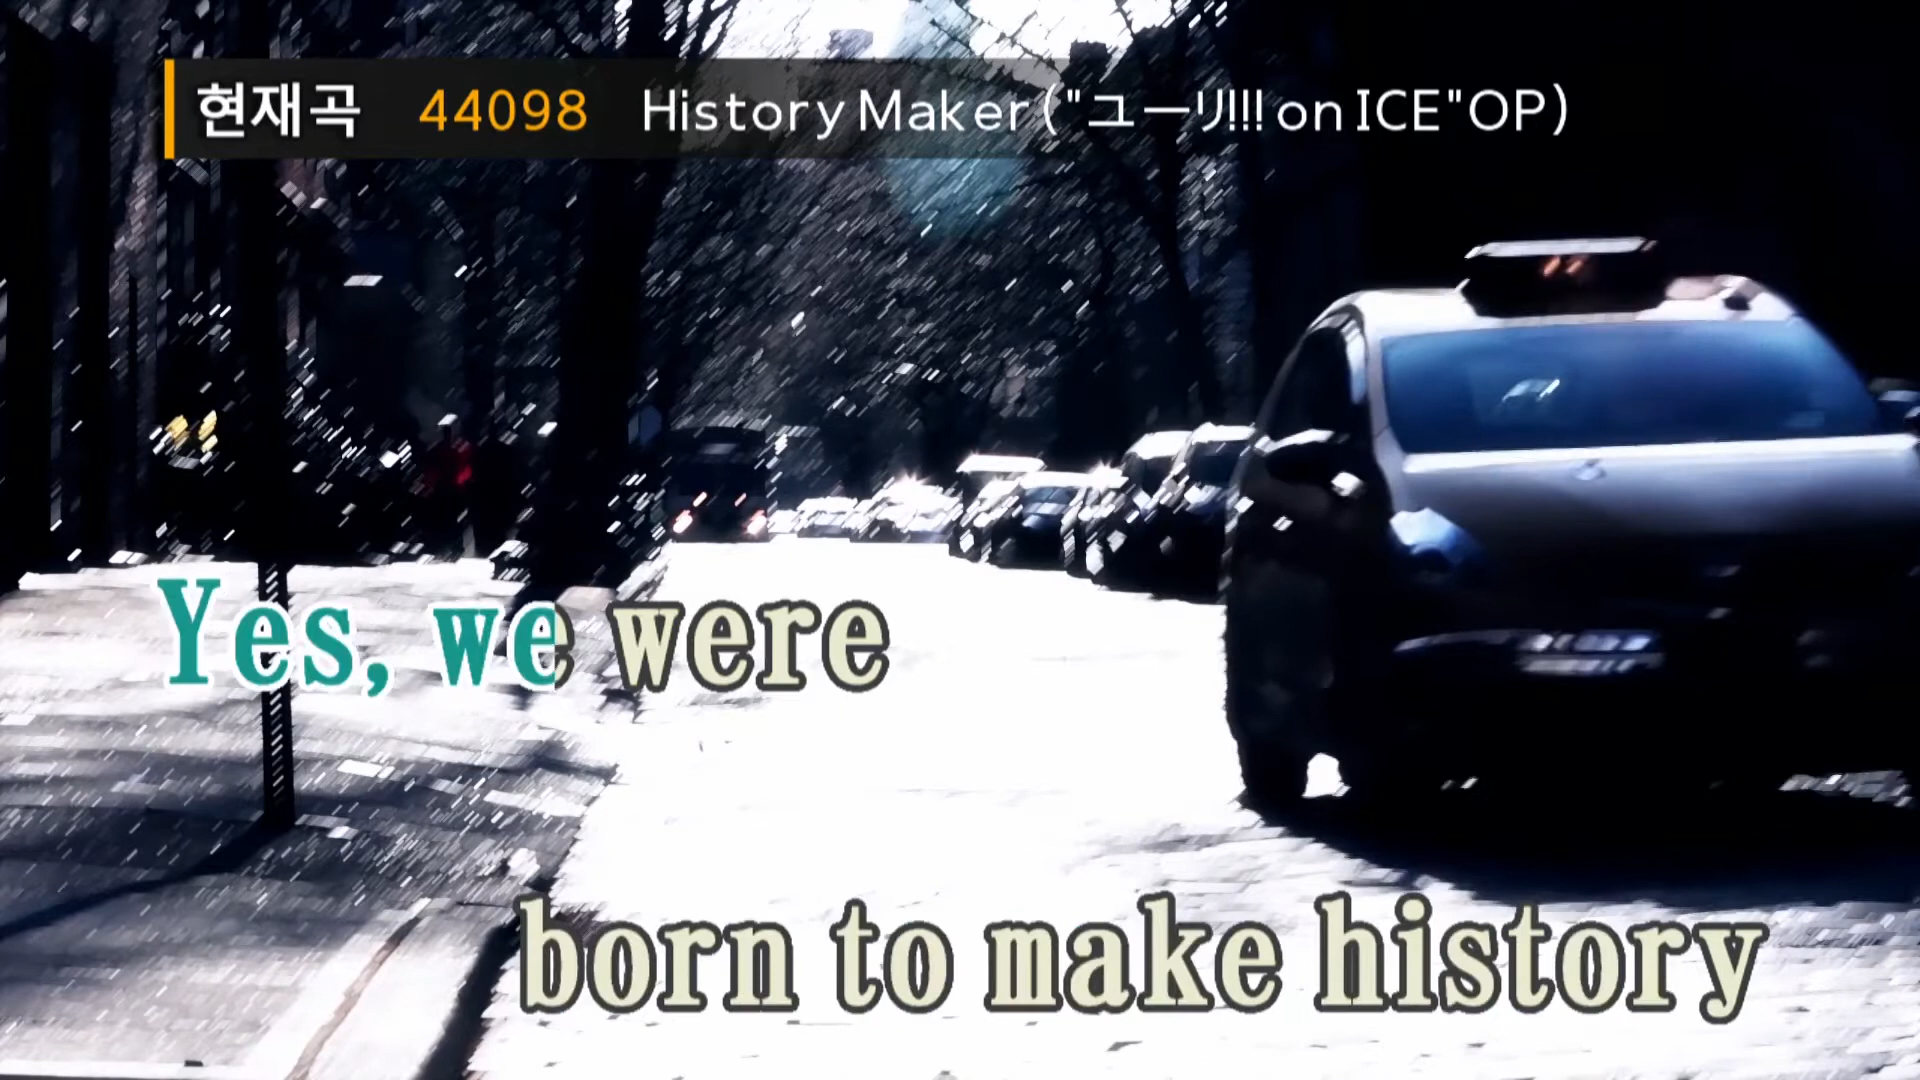 현재곡 44098 History Maker ("ユーリ!!! on ICE"OP)
Yes, we were
born to make history